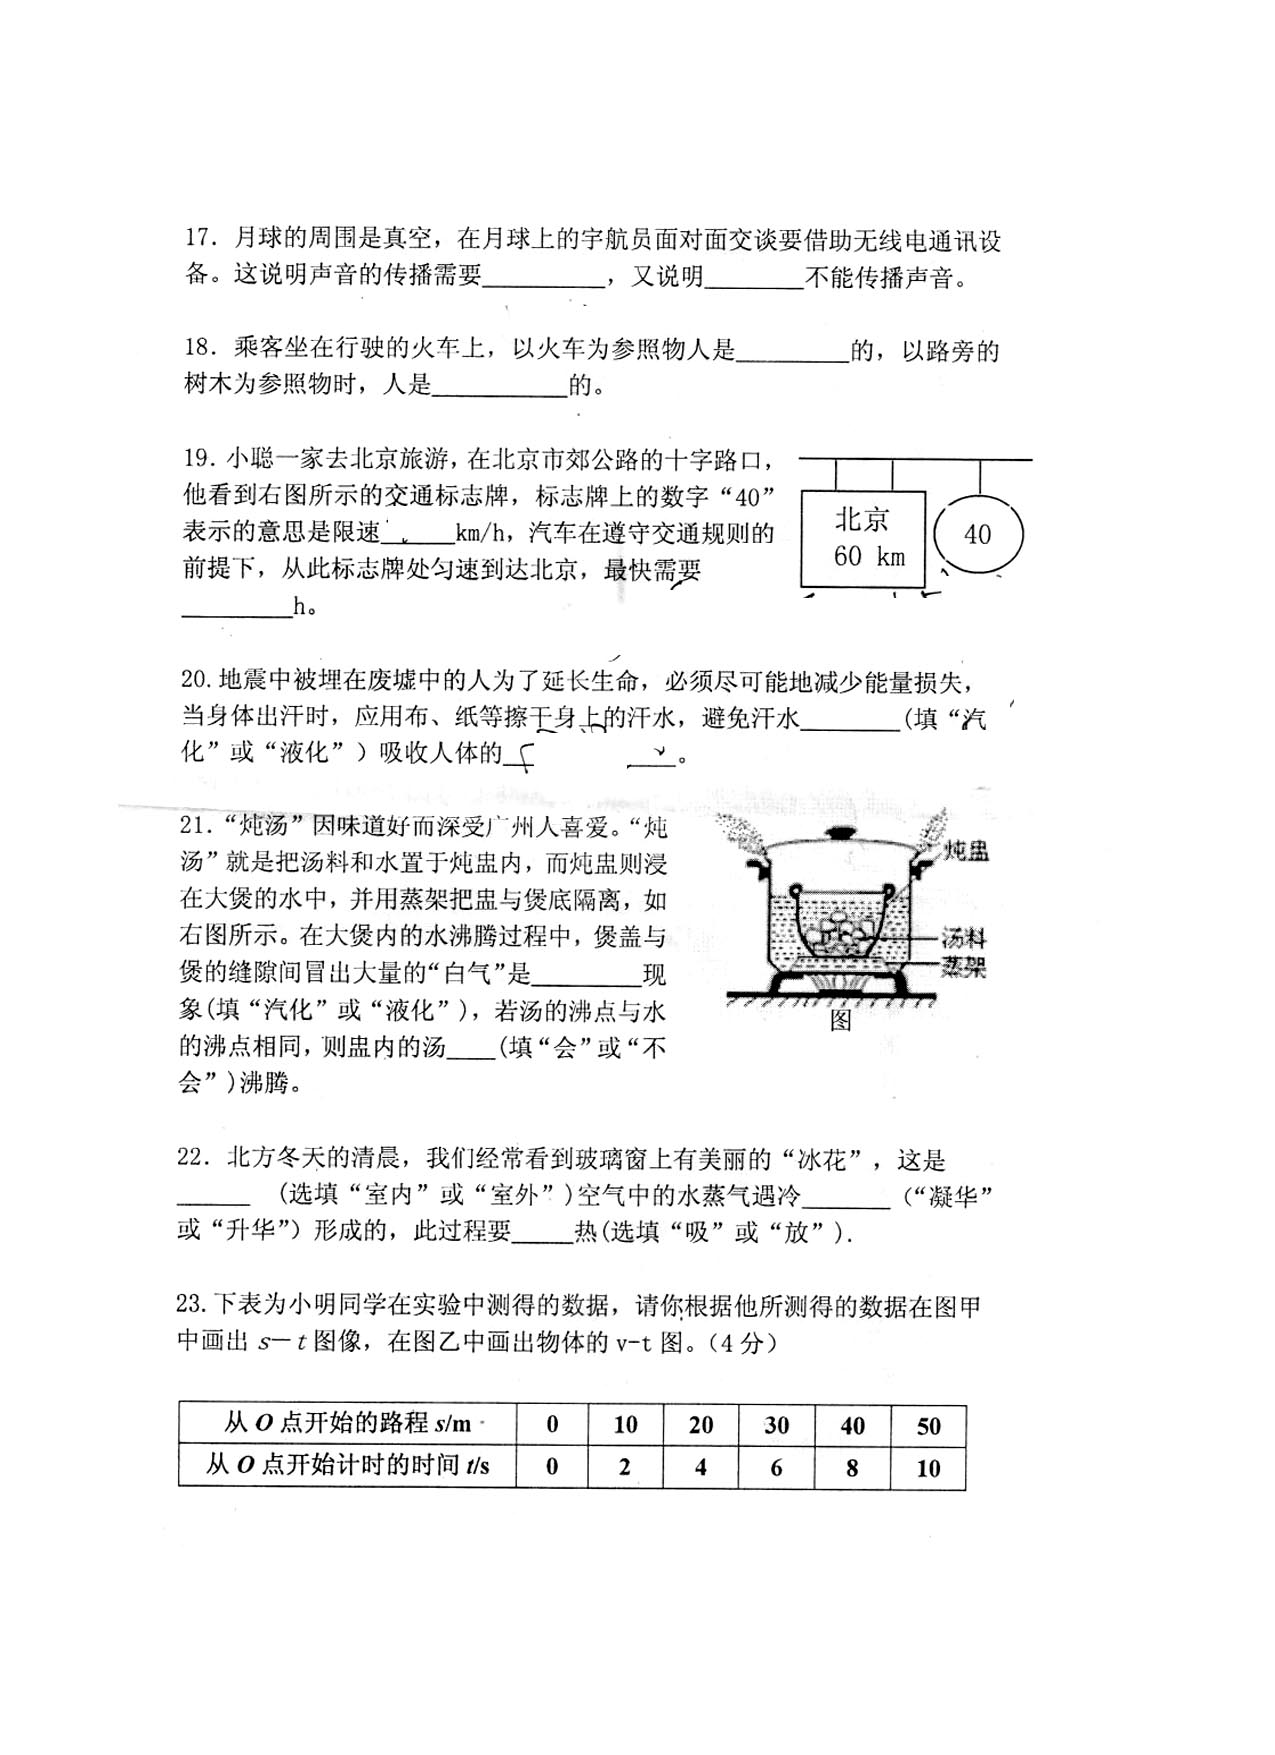 17. 月球的周围是真空，在月球上的宇航员面对面交谈要借助无线电通讯设
备。这说明声音的传播需要__________，又说明________不能传播声音。
18. 乘客坐在行驶的火车上，以火车为参照物人是_________的，以路旁的
树木为参照物时，人是___________的。
19. 小聪一家去北京旅游，在北京市郊公路的十字路口，
他看到右图所示的交通标志牌，标志牌上的数字“40”
表示的意思是限速______km/h，汽车在遵守交通规则的
前提下，从此标志牌处匀速到达北京，最快需要
_________h。
北京
60 km
40
20. 地震中被埋在废墟中的人为了延长生命，必须尽可能地减少能量损失，
当身体出汗时，应用布、纸等擦干身上的汗水，避免汗水________(填“汽
化”或“液化”）吸收人体的________。
21. “炖汤”因味道好而深受广州人喜爱。“炖
汤”就是把汤料和水置于炖盅内，而炖盅则浸
在大煲的水中，并用蒸架把盅与煲底隔离，如
右图所示。在大煲内的水沸腾过程中，煲盖与
煲的缝隙间冒出大量的“白气”是_________现
象(填“汽化”或“液化”)，若汤的沸点与水
的沸点相同，则盅内的汤____(填“会”或“不
会”)沸腾。
炖盅
汤料
蒸架
图
22. 北方冬天的清晨，我们经常看到玻璃窗上有美丽的“冰花”，这是
______ (选填“室内”或“室外”)空气中的水蒸气遇冷_______（“凝华”
或“升华”）形成的，此过程要_____热(选填“吸”或“放”).
23. 下表为小明同学在实验中测得的数据，请你根据他所测得的数据在图甲
中画出 s—t 图像，在图乙中画出物体的 v-t 图。（4 分）
从 O 点开始的路程 s/m 0 10 20 30 40 50
从 O 点开始计时的时间 t/s 0 2 4 6 8 10